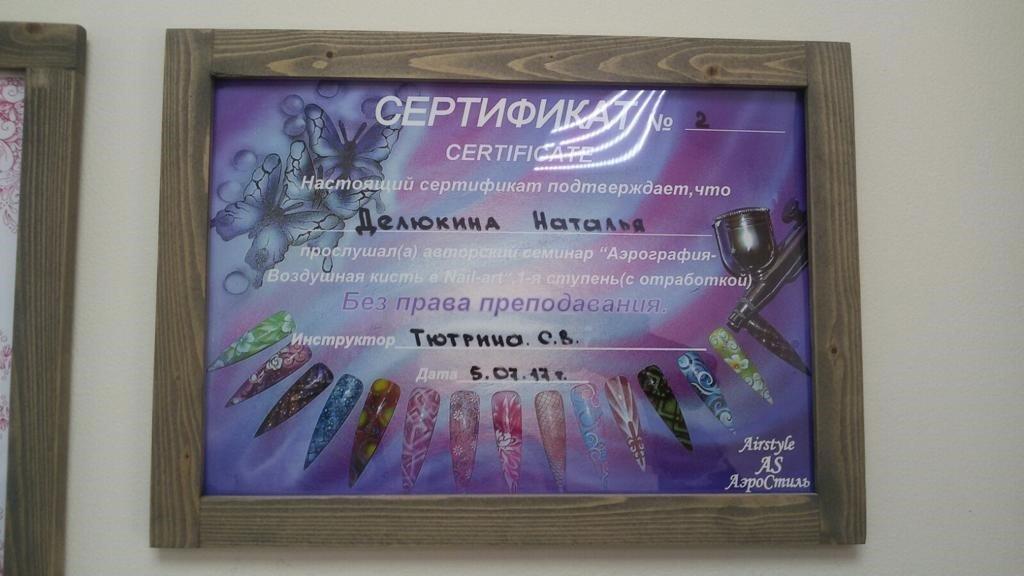 СЕРТИФИКАТ № 2
CERTIFICATE
Настоящий сертификат подтверждает,что
Делюкина Наталья
прослушал(а) авторский семинар "Аэрография-
Воздушная кисть в Nail-art" 1-я ступень(с отработкой)
Без права преподавания.
Инструктор Тютрина. С.В.
Дата 5.07.17г.
Airstyle
AS
АэроСтиль